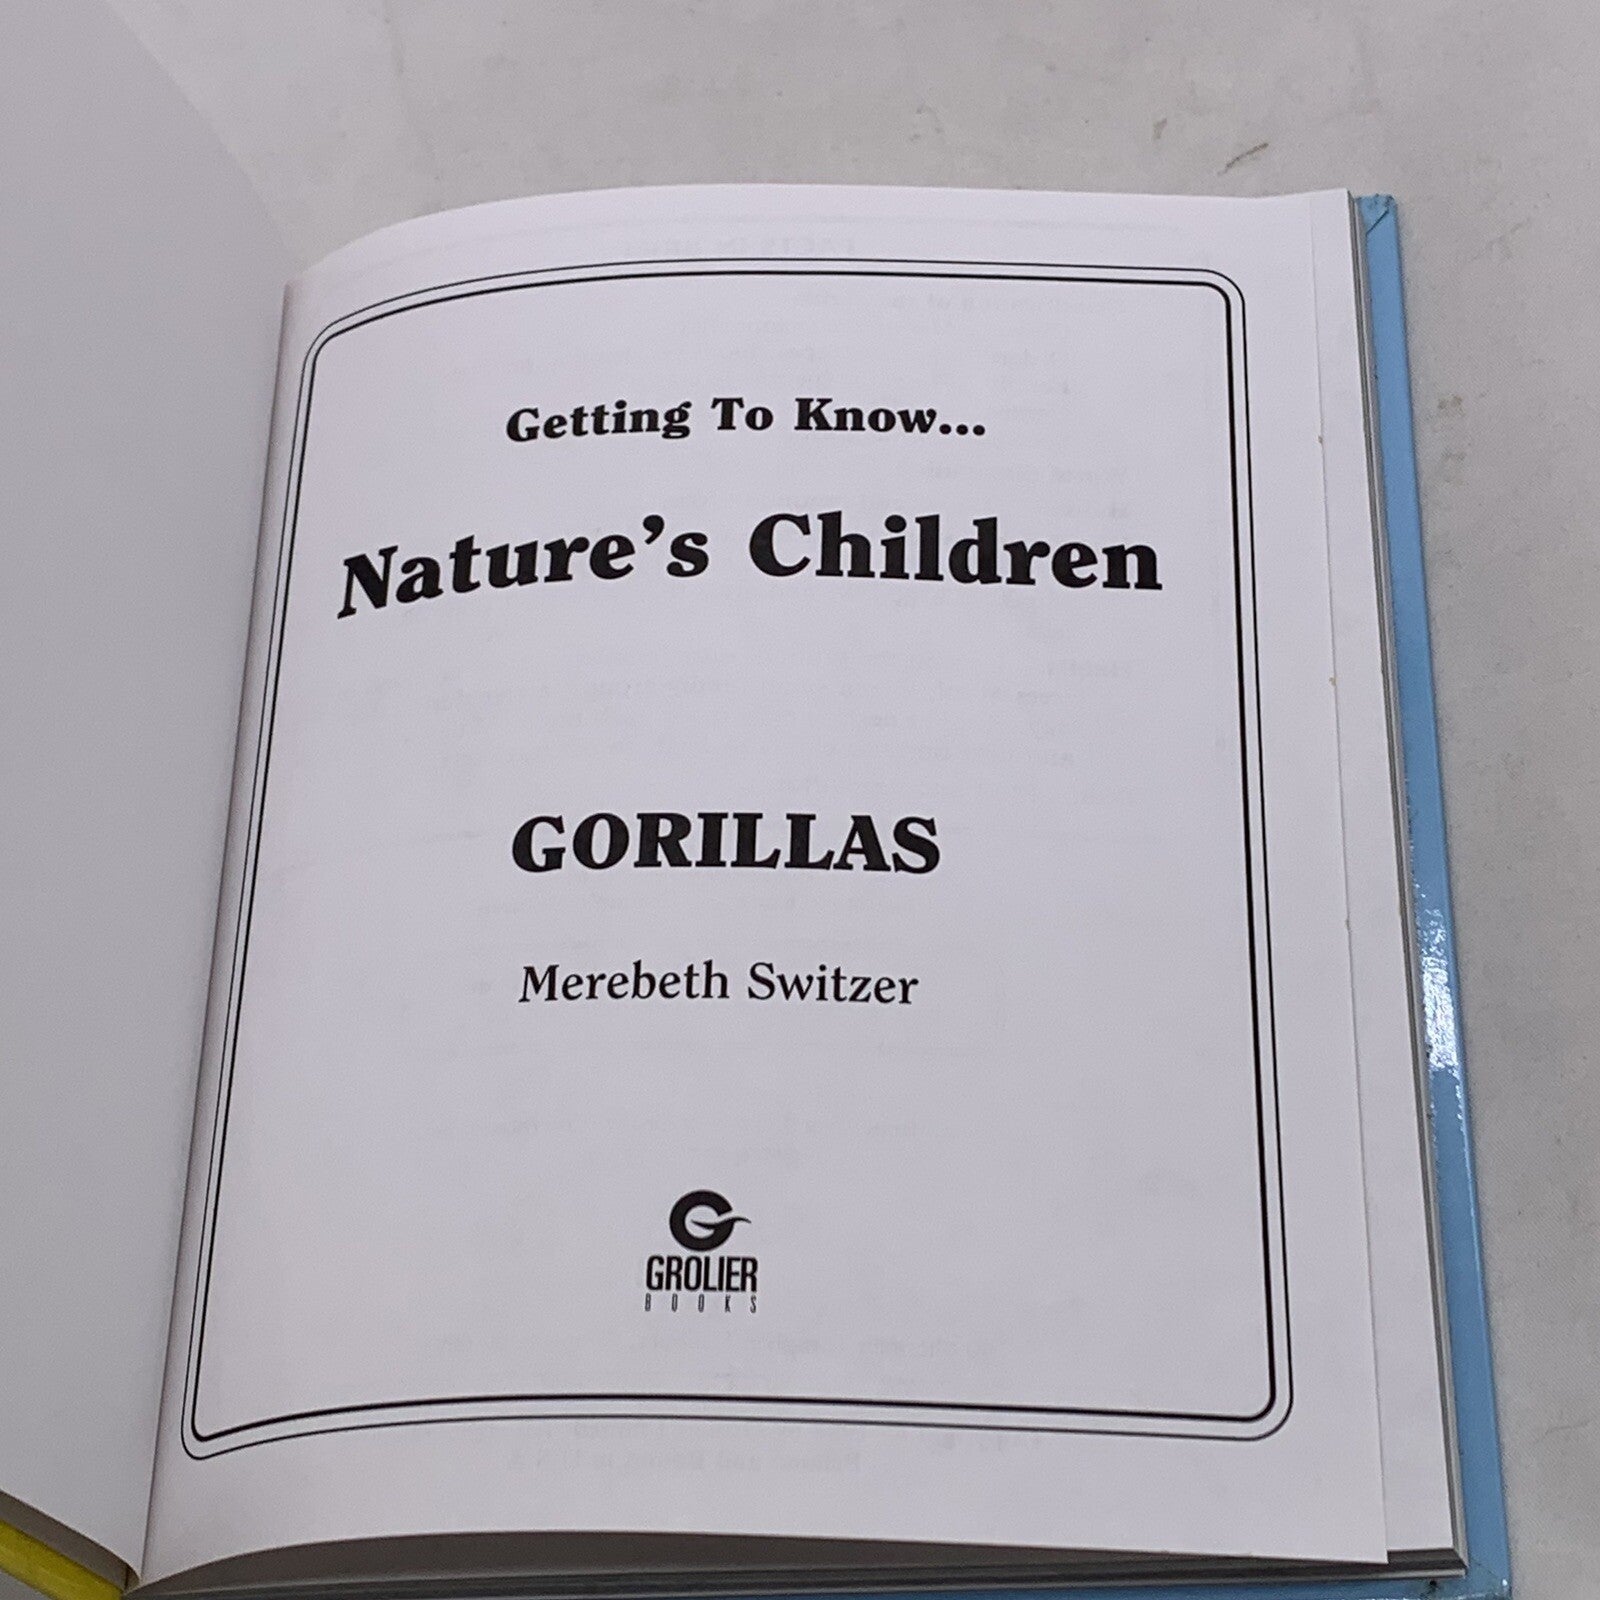 Getting To Know...
Nature's Children
GORILLAS
Merebeth Switzer
GROLIER
BOOKS